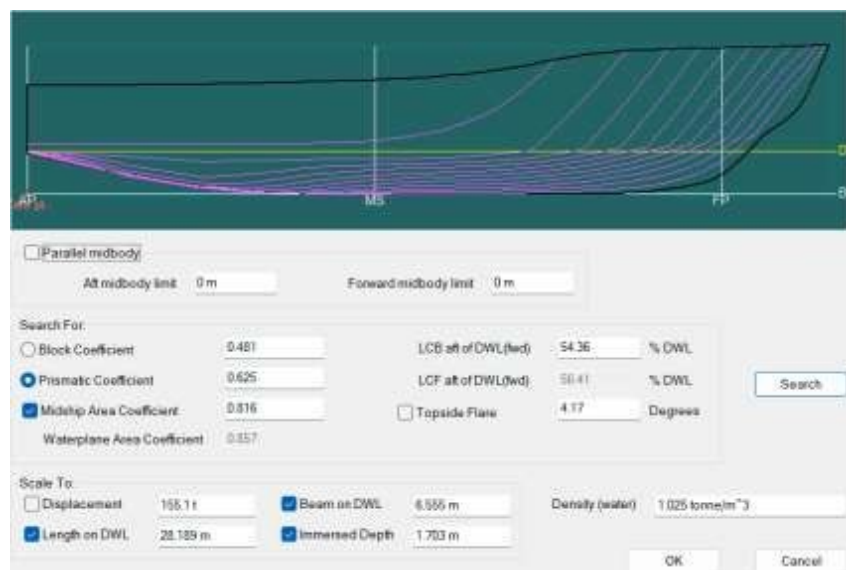 MS
FP
Parallel midbody
Aft midbody limit 0 m Forward midbody limit 0 m
Search For:
Block Coefficient 0.481 LCB aft of DWL(fwd) 54.36 % DWL
Prismatic Coefficient 0.625 LCF aft of DWL(fwd) % DWL
Search
Midship Area Coefficient 0.816 Topside Flare 4.17 Degrees
Waterplane Area Coefficient 0.857
Scale To:
Displacement 155.1 t Beam on DWL 6.555 m Density (water) 1.025 tonne/m^3
Length on DWL 28.189 m Immersed Depth 1.703 m
OK Cancel